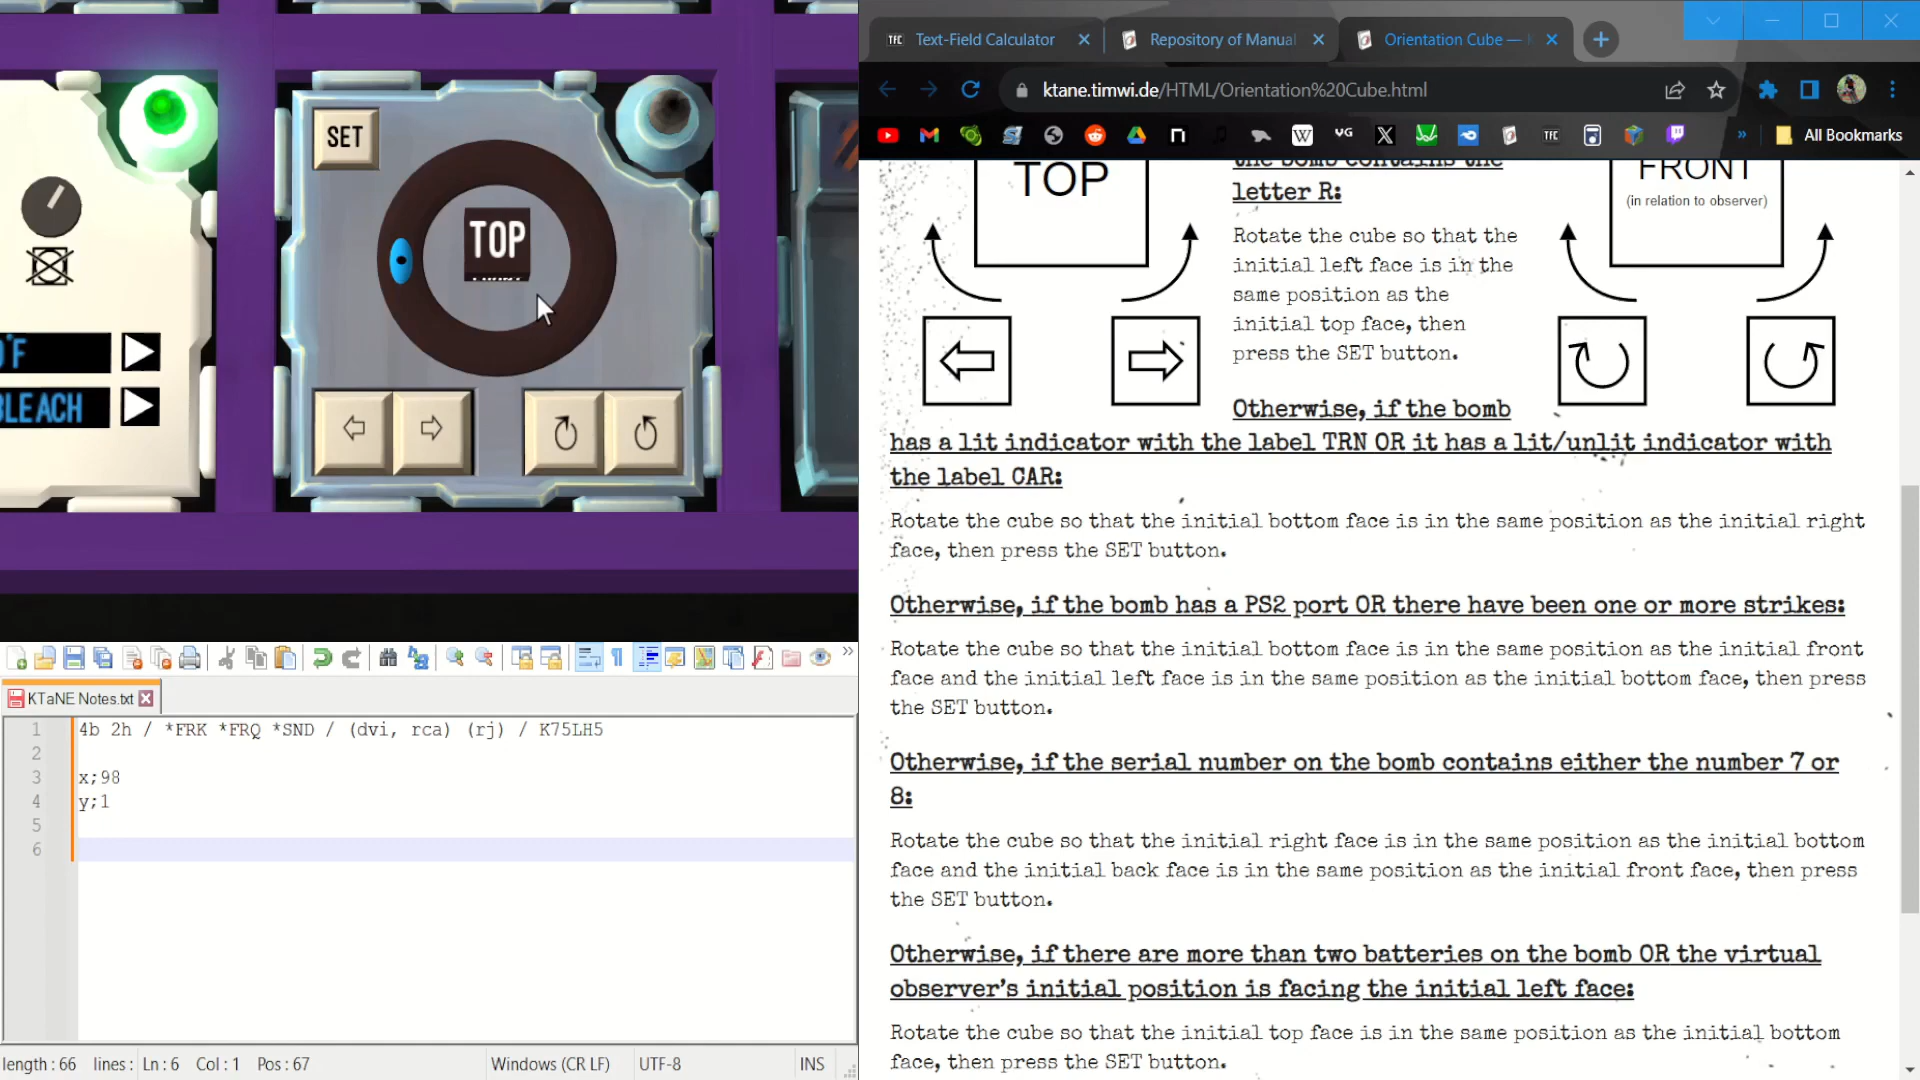 SET
TOP
°F
BLEACH
Text-Field Calculator
Repository of Manual
Orientation Cube —
ktane.timwi.de/HTML/Orientation%20Cube.html
VG
TFC
»
All Bookmarks
TOP
FRONT
(in relation to observer)
the bomb contains the
letter R:
Rotate the cube so that the
initial left face is in the
same position as the
initial top face, then
press the SET button.
Otherwise, if the bomb
has a lit indicator with the label TRN OR it has a lit/unlit indicator with
the label CAR:
Rotate the cube so that the initial bottom face is in the same position as the initial right
face, then press the SET button.
Otherwise, if the bomb has a PS2 port OR there have been one or more strikes:
Rotate the cube so that the initial bottom face is in the same position as the initial front
face and the initial left face is in the same position as the initial bottom face, then press
the SET button.
Otherwise, if the serial number on the bomb contains either the number 7 or
8:
Rotate the cube so that the initial right face is in the same position as the initial bottom
face and the initial back face is in the same position as the initial front face, then press
the SET button.
Otherwise, if there are more than two batteries on the bomb OR the virtual
observer's initial position is facing the initial left face:
Rotate the cube so that the initial top face is in the same position as the initial bottom
face, then press the SET button.
KTaNE Notes.txt
1 4b 2h / *FRK *FRQ *SND / (dvi, rca) (rj) / K75LH5
2
3 x;98
4 y;1
5
6
length : 66 lines : Ln : 6 Col : 1 Pos : 67 Windows (CR LF) UTF-8 INS